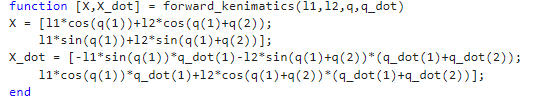 function [X,X_dot] = forward_kenimatics(l1,l2,q,q_dot)
X = [l1*cos(q(1))+l2*cos(q(1)+q(2));
l1*sin(q(1))+l2*sin(q(1)+q(2))];
X_dot = [-l1*sin(q(1))*q_dot(1)-l2*sin(q(1)+q(2))*(q_dot(1)+q_dot(2));
l1*cos(q(1))*q_dot(1)+l2*cos(q(1)+q(2))*(q_dot(1)+q_dot(2))];
end